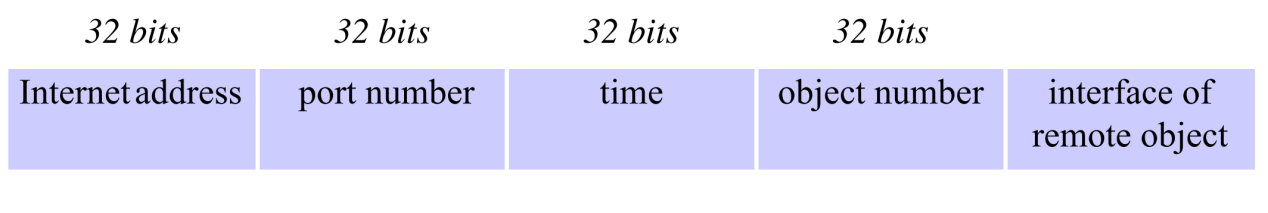 32 bits 32 bits 32 bits 32 bits
Internet address port number time object number interface of
remote object